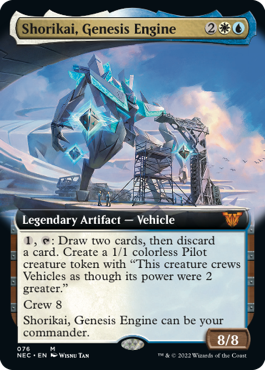 Shorikai, Genesis Engine 2
Legendary Artifact — Vehicle
1, : Draw two cards, then discard
a card. Create a 1/1 colorless Pilot
creature token with “This creature crews
Vehicles as though its power were 2
greater.”
Crew 8
Shorikai, Genesis Engine can be your
commander.
8/8
076 M
NEC • EN WISNU TAN
™ & © 2022 Wizards of the Coast